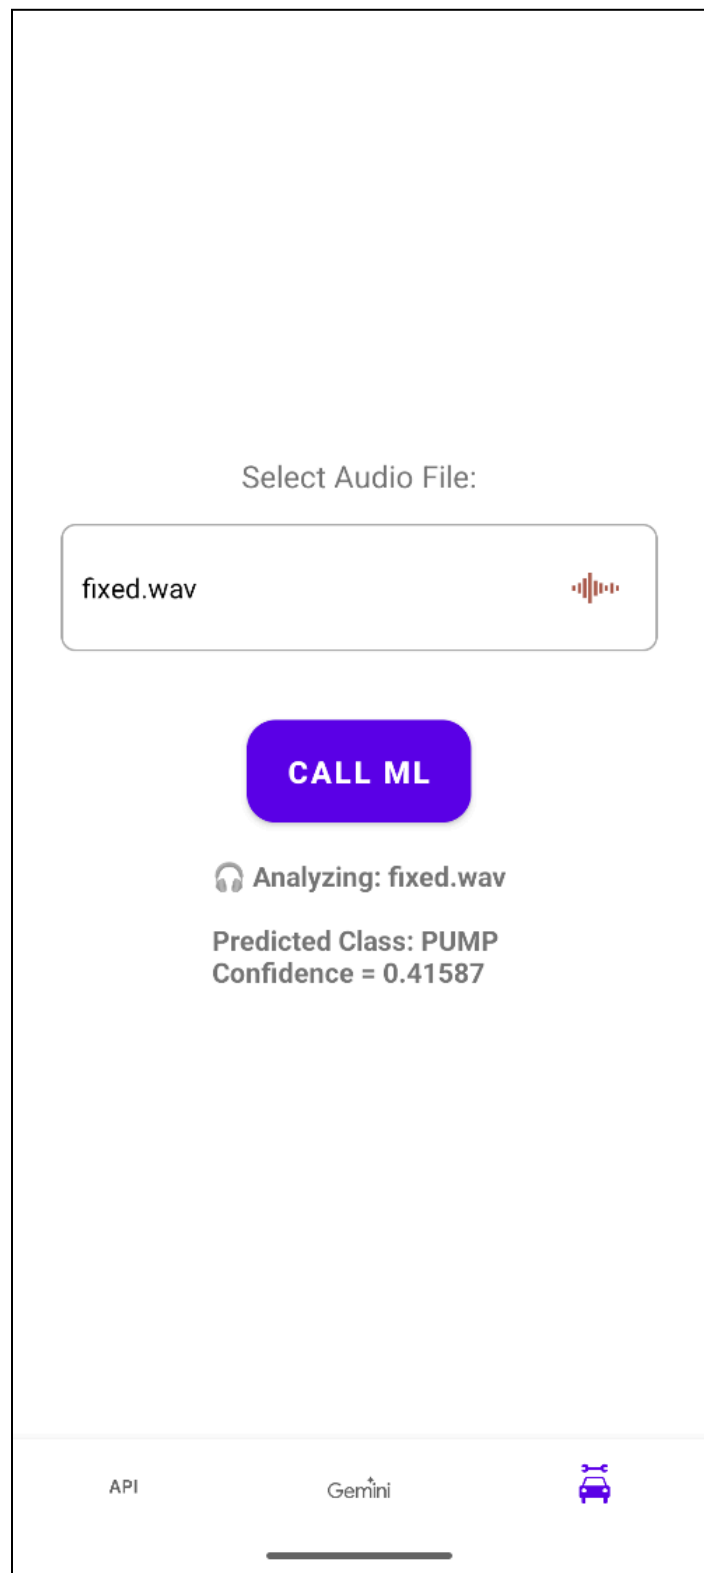 Select Audio File:
fixed.wav
CALL ML
🎧 Analyzing: fixed.wav
Predicted Class: PUMP
Confidence = 0.41587
API
Gemini